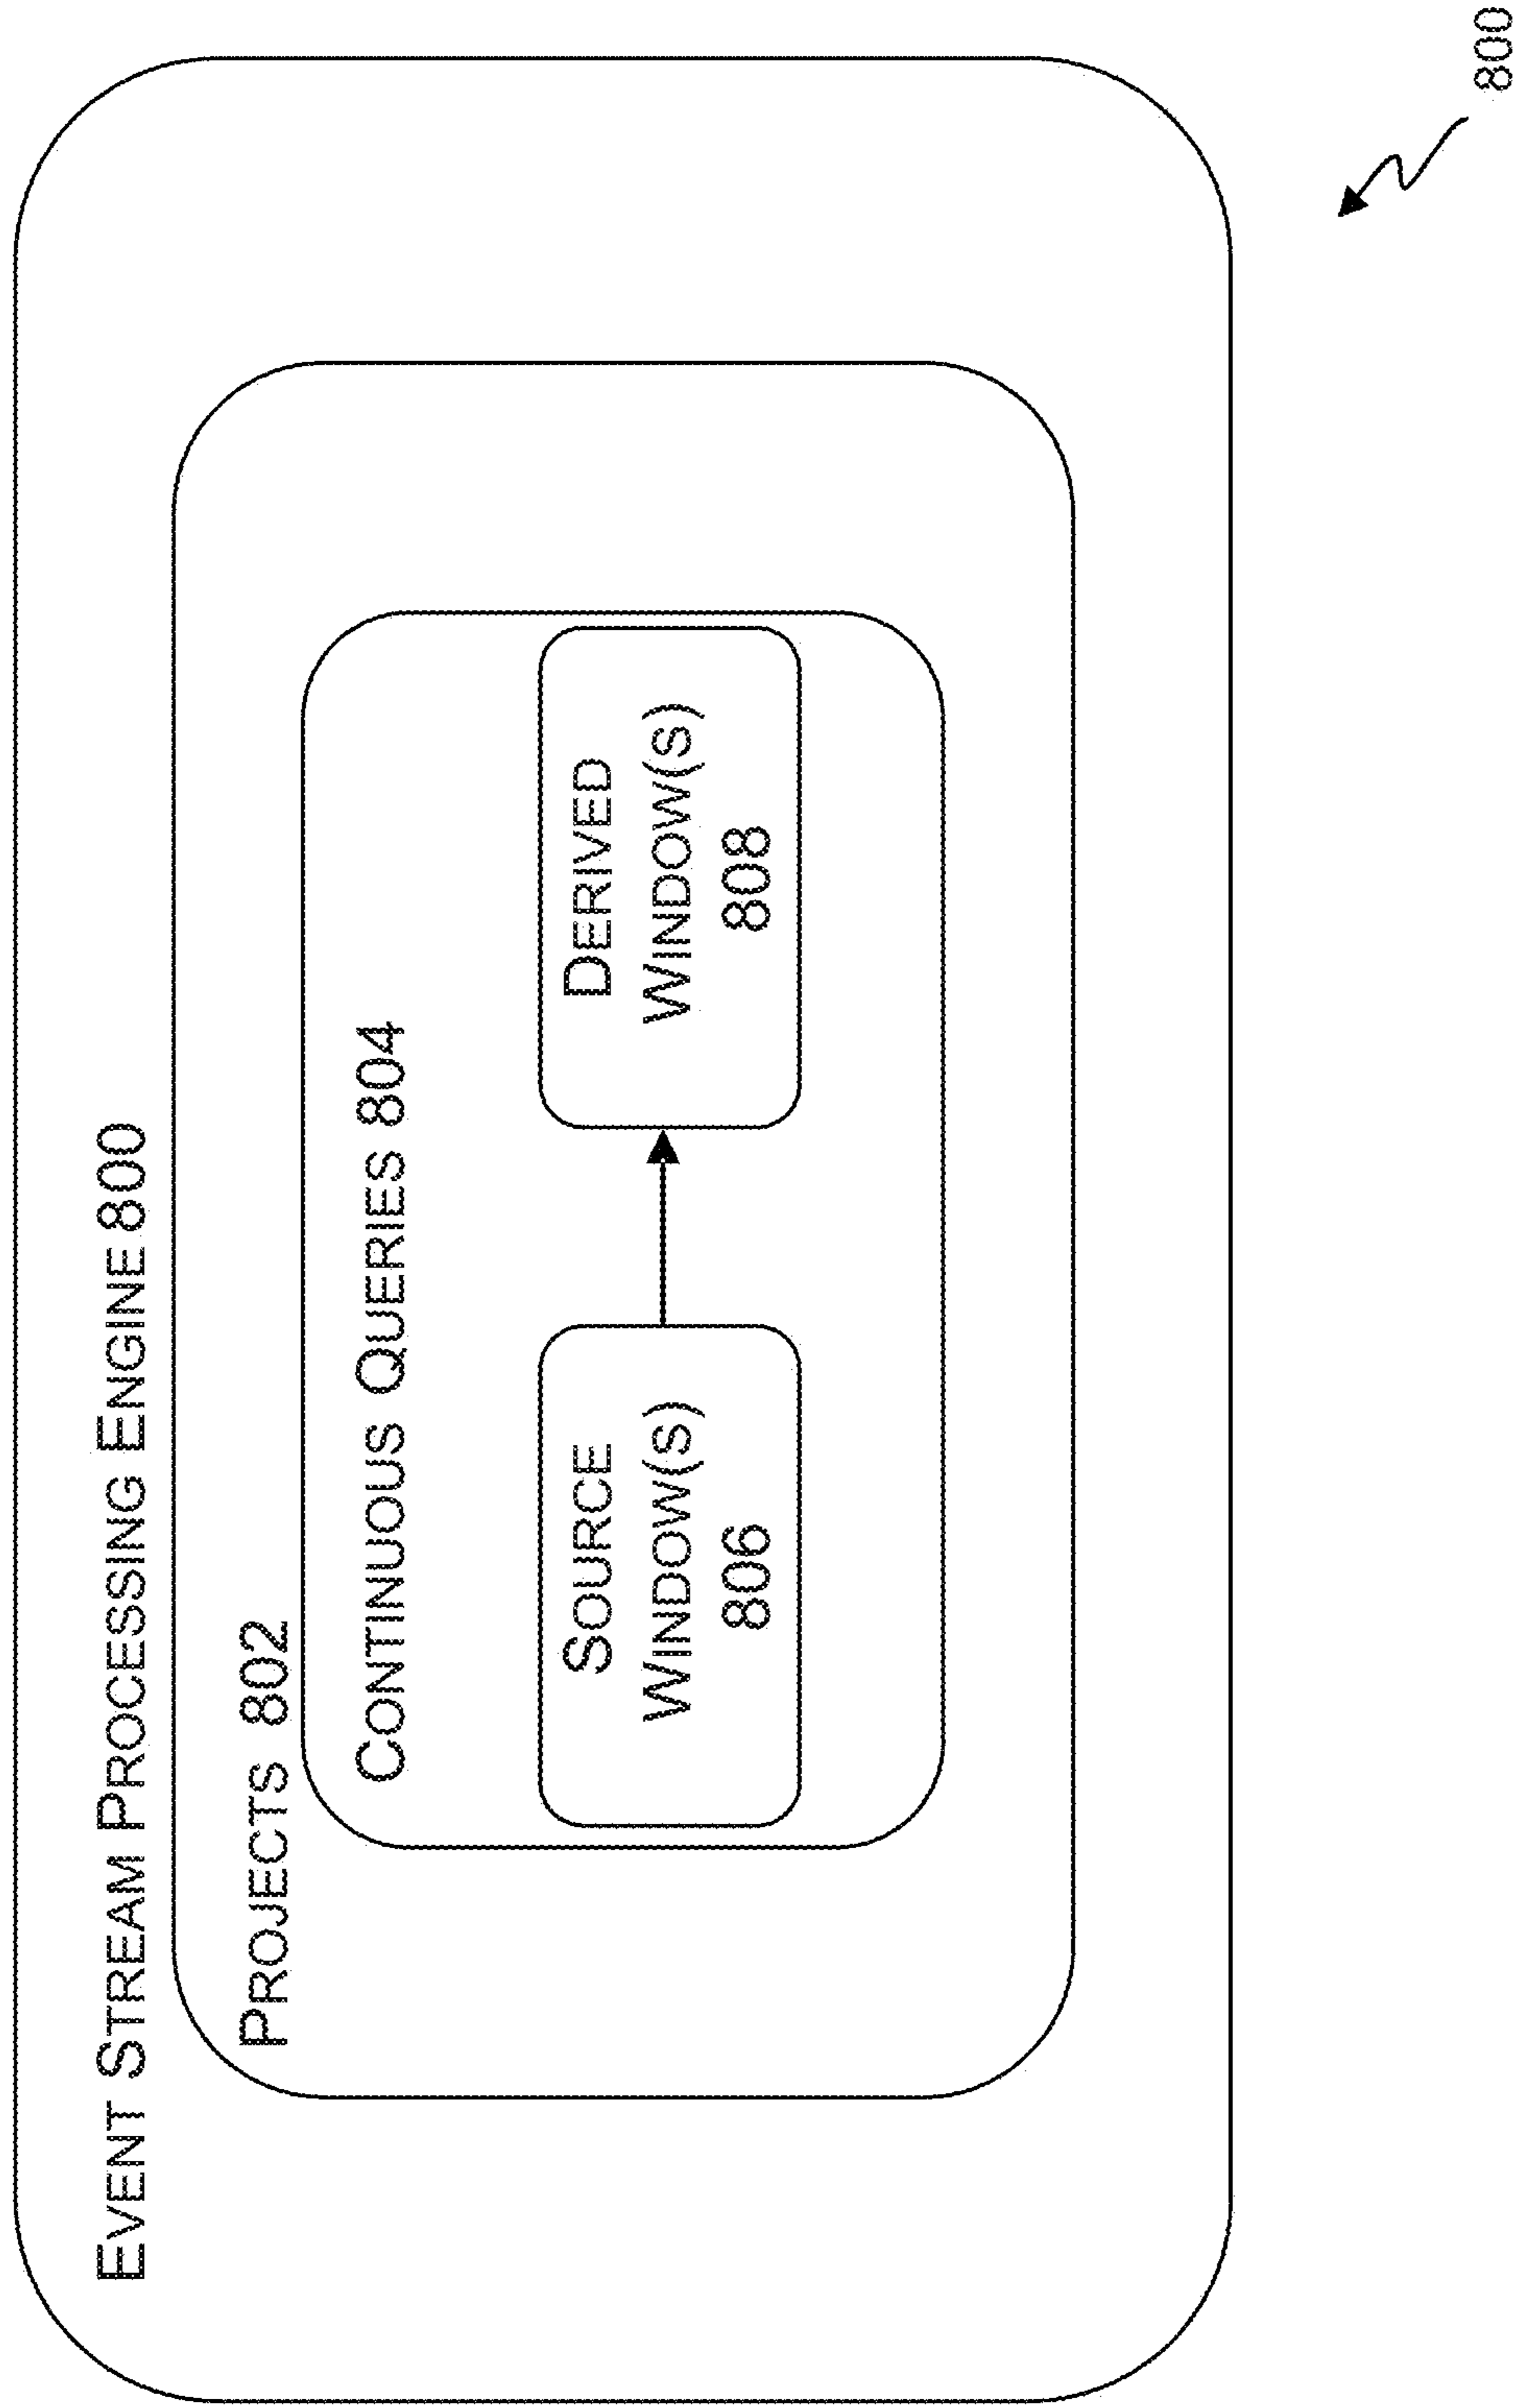 EVENT STREAM PROCESSING ENGINE 800
PROJECTS 802
CONTINUOUS QUERIES 804
SOURCE
WINDOW(S)
806
DERIVED
WINDOW(S)
808
800